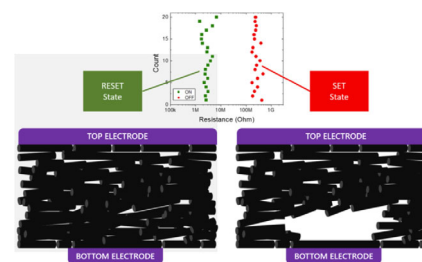 20
15
10
5
0
Count
ON
OFF
100k 1M 10M 100M 1G
Resistance (Ohm)
RESET
State
SET
State
TOP ELECTRODE
TOP ELECTRODE
BOTTOM ELECTRODE
BOTTOM ELECTRODE